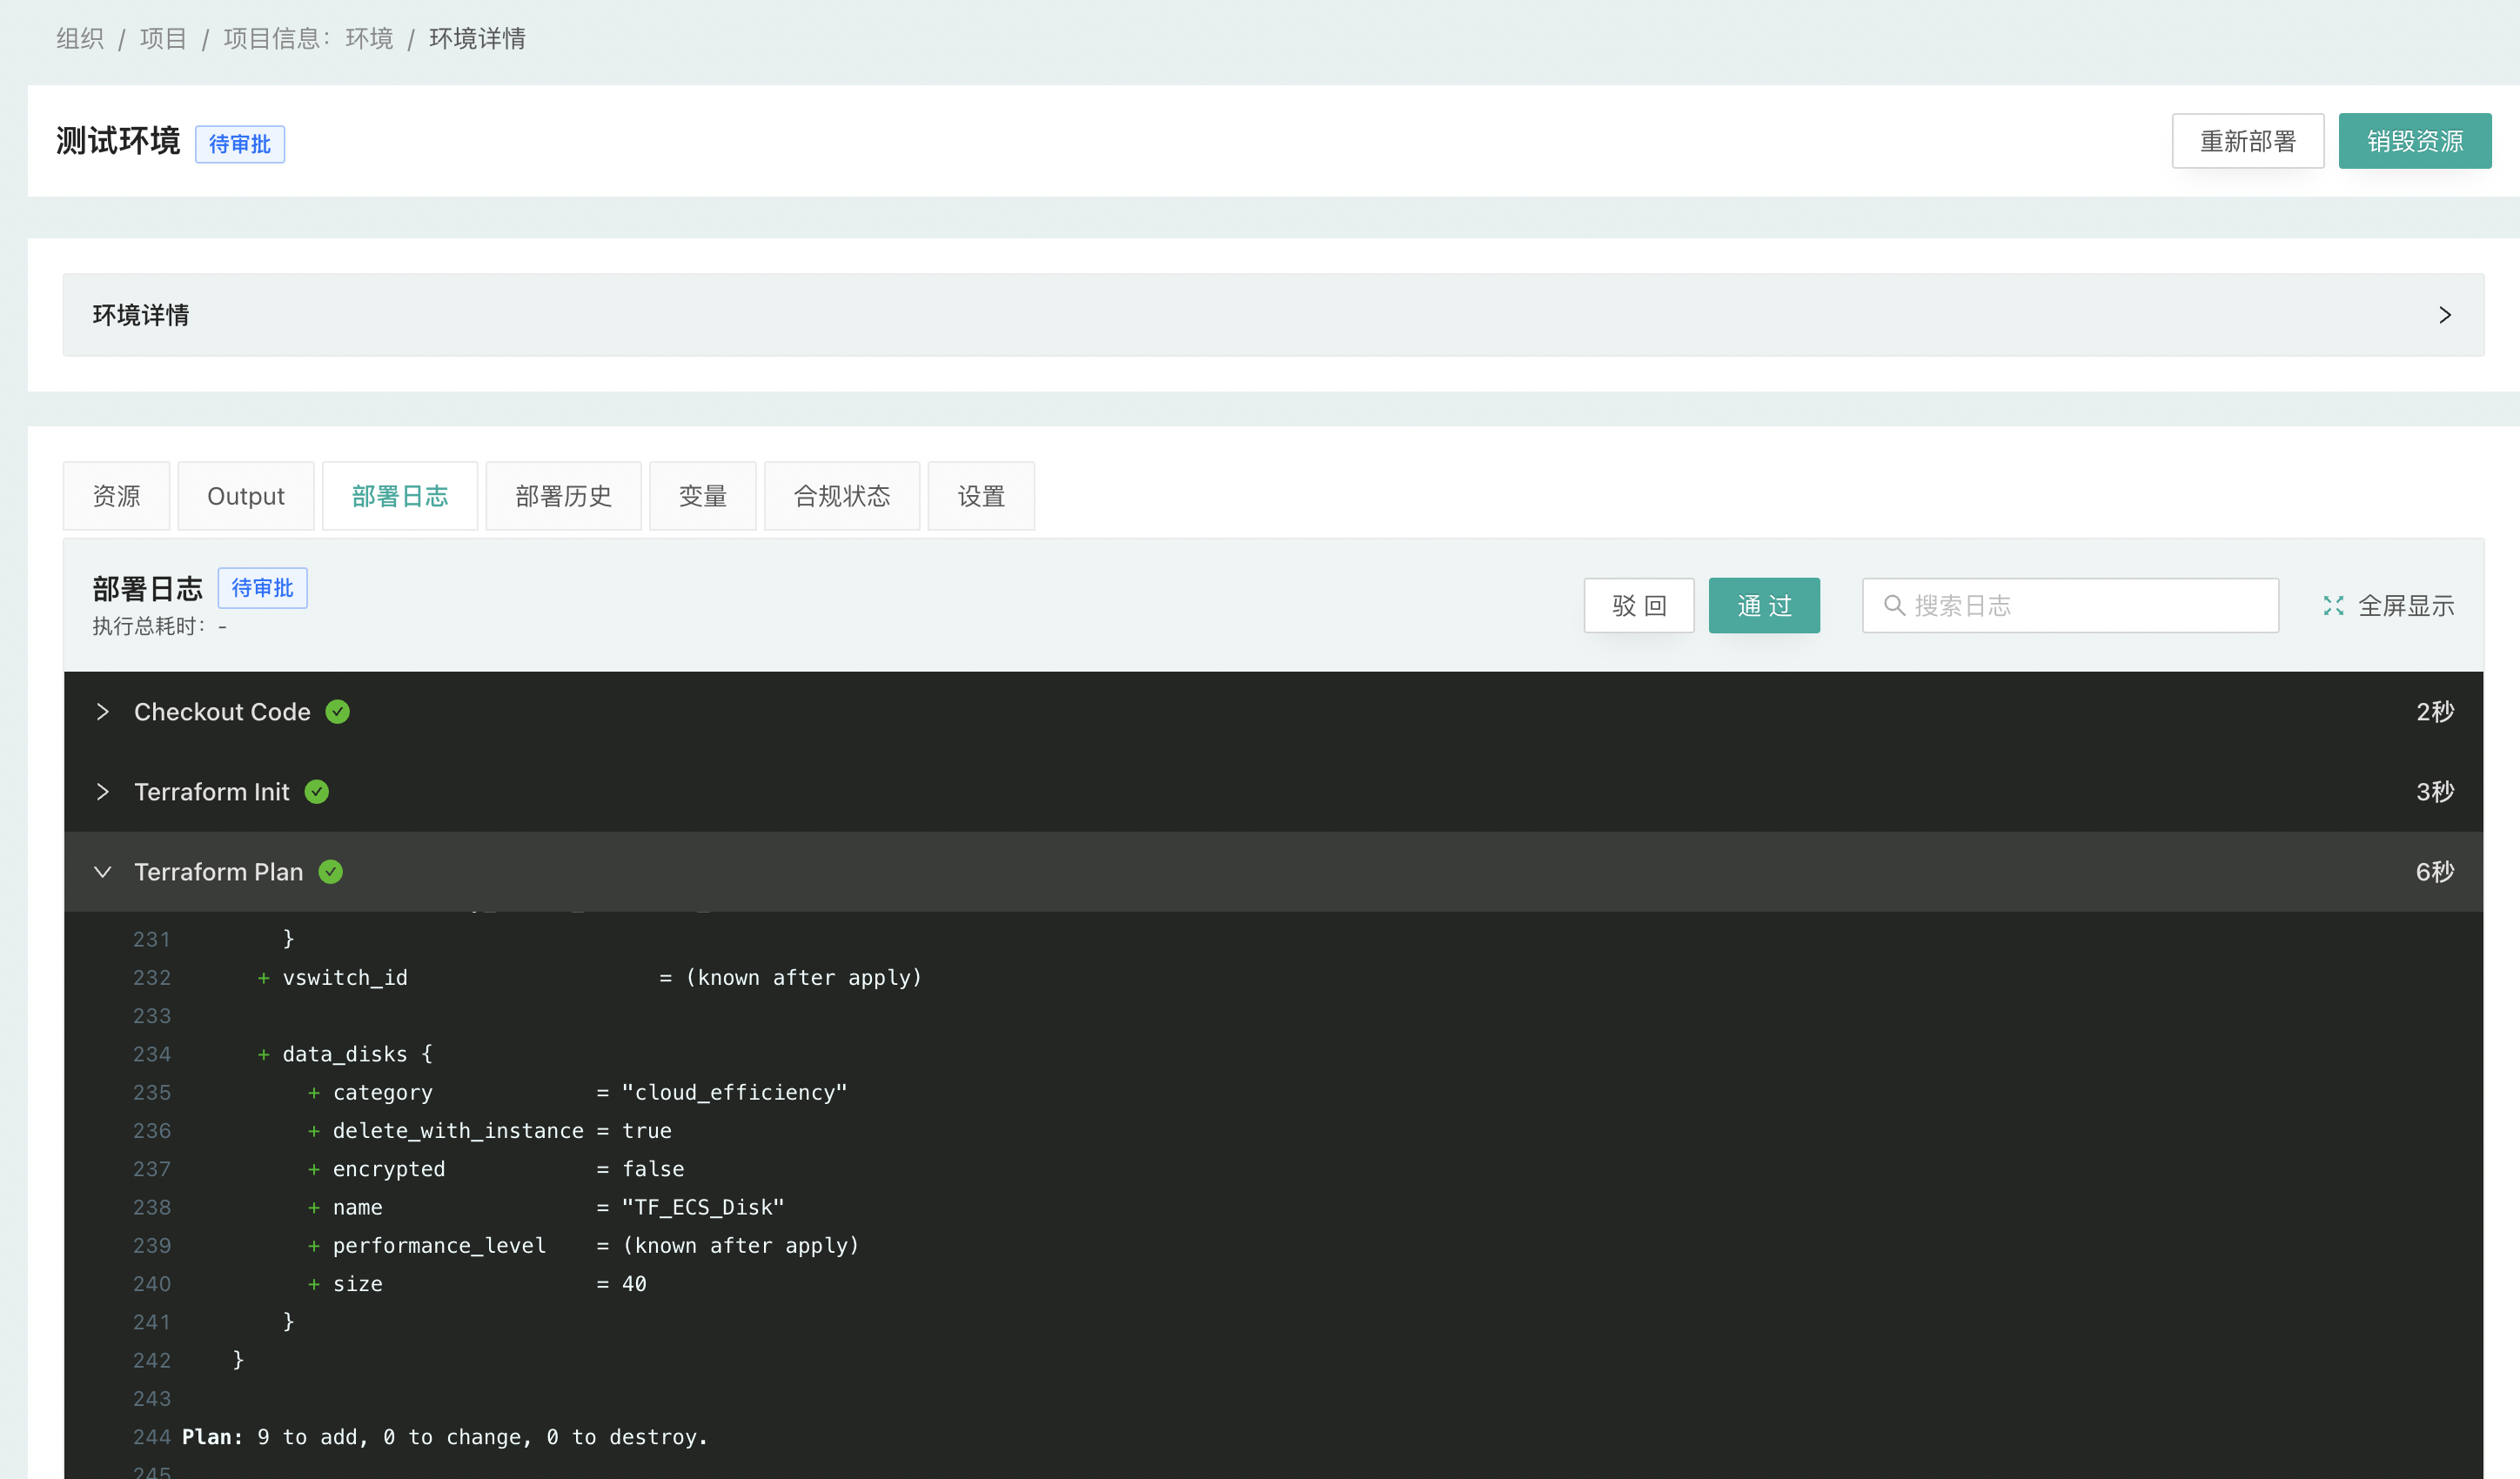 组织 / 项目 / 项目信息：环境 / 环境详情
测试环境 待审批 重新部署 销毁资源
环境详情
资源 Output 部署日志 部署历史 变量 合规状态 设置
部署日志 待审批
执行总耗时： -
驳 回 通 过 搜索日志 全屏显示
Checkout Code 2秒
Terraform Init 3秒
Terraform Plan 6秒
231 }
232 + vswitch_id = (known after apply)
233
234 + data_disks {
235 + category = "cloud_efficiency"
236 + delete_with_instance = true
237 + encrypted = false
238 + name = "TF_ECS_Disk"
239 + performance_level = (known after apply)
240 + size = 40
241 }
242 }
243
244 Plan: 9 to add, 0 to change, 0 to destroy.
245